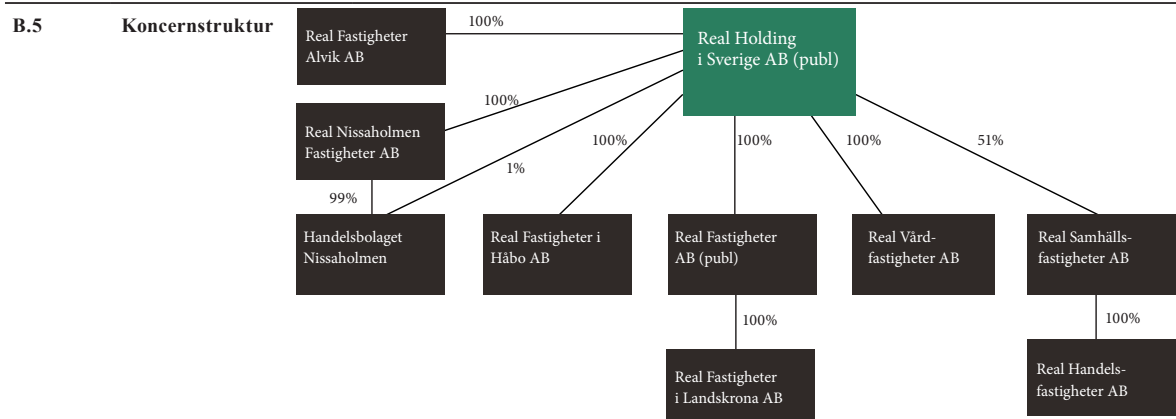 B.5 Koncernstruktur
Real Fastigheter
Alvik AB
100%
Real Holding
i Sverige AB (publ)
Real Nissaholmen
Fastigheter AB
100%
100%
100%
100%
51%
1%
99%
Handelsbolaget
Nissaholmen
Real Fastigheter i
Håbo AB
Real Fastigheter
AB (publ)
Real Vård-
fastigheter AB
Real Samhälls-
fastigheter AB
100%
100%
Real Fastigheter
i Landskrona AB
Real Handels-
fastigheter AB